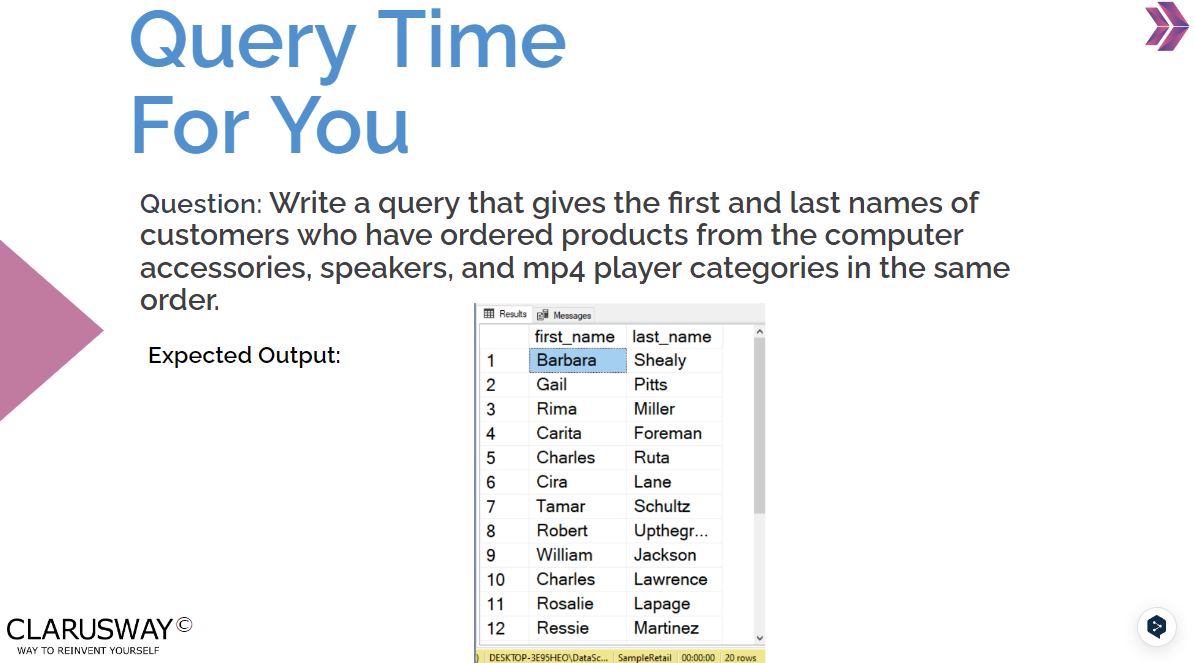 Query Time
For You
Question: Write a query that gives the first and last names of
customers who have ordered products from the computer
accessories, speakers, and mp4 player categories in the same
order.
Expected Output:
Results Messages
first_name last_name
1 Barbara Shealy
2 Gail Pitts
3 Rima Miller
4 Carita Foreman
5 Charles Ruta
6 Cira Lane
7 Tamar Schultz
8 Robert Upthegr...
9 William Jackson
10 Charles Lawrence
11 Rosalie Lapage
12 Ressie Martinez
) DESKTOP-3E95HEO\DataSc... SampleRetail 00:00:00 20 rows
CLARUSWAY©
WAY TO REINVENT YOURSELF